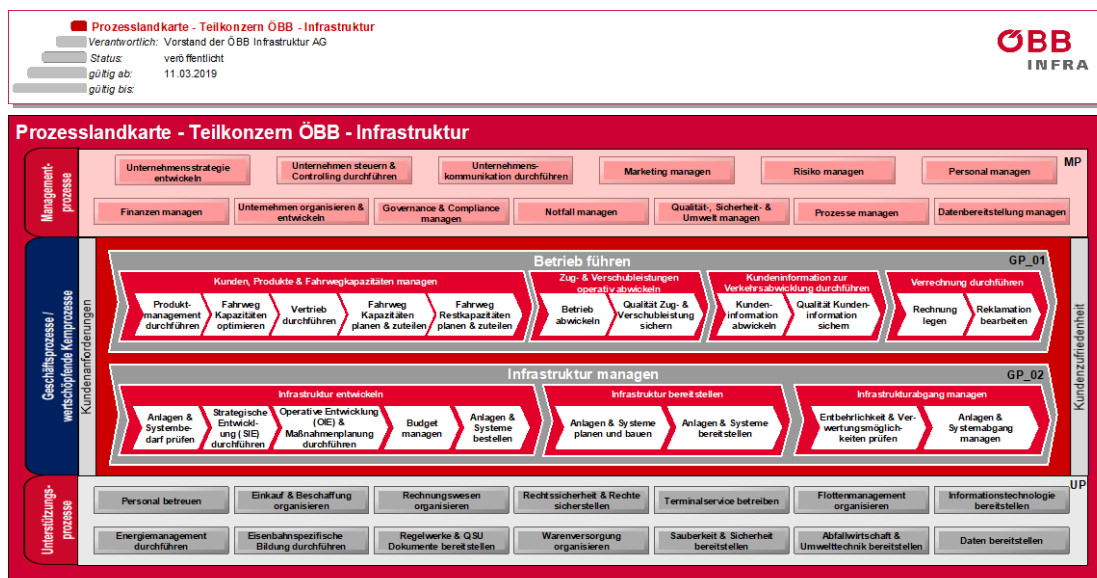 Prozesslandkarte - Teilkonzern ÖBB - Infrastruktur
Verantwortlich: Vorstand der ÖBB Infrastruktur AG
Status: veröffentlicht
gültig ab: 11.03.2019
gültig bis:
ÖBB
INFRA
Prozesslandkarte - Teilkonzern ÖBB - Infrastruktur
Management-
prozesse
MP
Unternehmensstrategie
entwickeln
Unternehmen steuern &
Controlling durchführen
Unternehmens-
kommunikation durchführen
Marketing managen
Risiko managen
Personal managen
Finanzen managen
Unternehmen organisieren &
entwickeln
Governance & Compliance
managen
Notfall managen
Qualität-, Sicherheit- &
Umwelt managen
Prozesse managen
Datenbereitstellung managen
Geschäftsprozesse /
wertschöpfende Kernprozesse
Kundenanforderungen
Betrieb führen
GP_01
Kunden, Produkte & Fahrwegkapazitäten managen
Produkt-
management
durchführen
Fahrweg
Kapazitäten
optimieren
Vertrieb
durchführen
Fahrweg
Kapazitäten
planen & zuteilen
Fahrweg
Restkapazitäten
planen & zuteilen
Zug- & Verschubleistungen
operativ abwickeln
Betrieb
abwickeln
Qualität Zug- &
Verschubleistung
sichern
Kundeninformation zur
Verkehrsabwicklung durchführen
Kunden-
information
abwickeln
Qualität Kunden-
information
sichern
Verrechnung durchführen
Rechnung
legen
Reklamation
bearbeiten
Infrastruktur managen
GP_02
Infrastruktur entwickeln
Anlagen &
Systembe-
darf prüfen
Strategische
Entwick-
lung (SIE)
durchführen
Operative Entwicklung
(OIE) &
Maßnahmenplanung
durchführen
Budget
managen
Anlagen &
Systeme
bestellen
Infrastruktur bereitstellen
Anlagen & Systeme
planen und bauen
Anlagen & Systeme
bereitstellen
Infrastrukturabgang managen
Entbehrlichkeit & Ver-
wertungsmöglich-
keiten prüfen
Anlagen &
Systemabgang
managen
Kundenzufriedenheit
Unterstützungs-
prozesse
UP
Personal betreuen
Einkauf & Beschaffung
organisieren
Rechnungswesen
organisieren
Rechtssicherheit & Rechte
sicherstellen
Terminalservice betreiben
Flottenmanagement
organisieren
Informationstechnologie
bereitstellen
Energiemanagement
durchführen
Eisenbahnspezifische
Bildung durchführen
Regelwerke & QSU
Dokumente bereitstellen
Warenversorgung
organisieren
Sauberkeit & Sicherheit
bereitstellen
Abfallwirtschaft &
Umwelttechnik bereitstellen
Daten bereitstellen